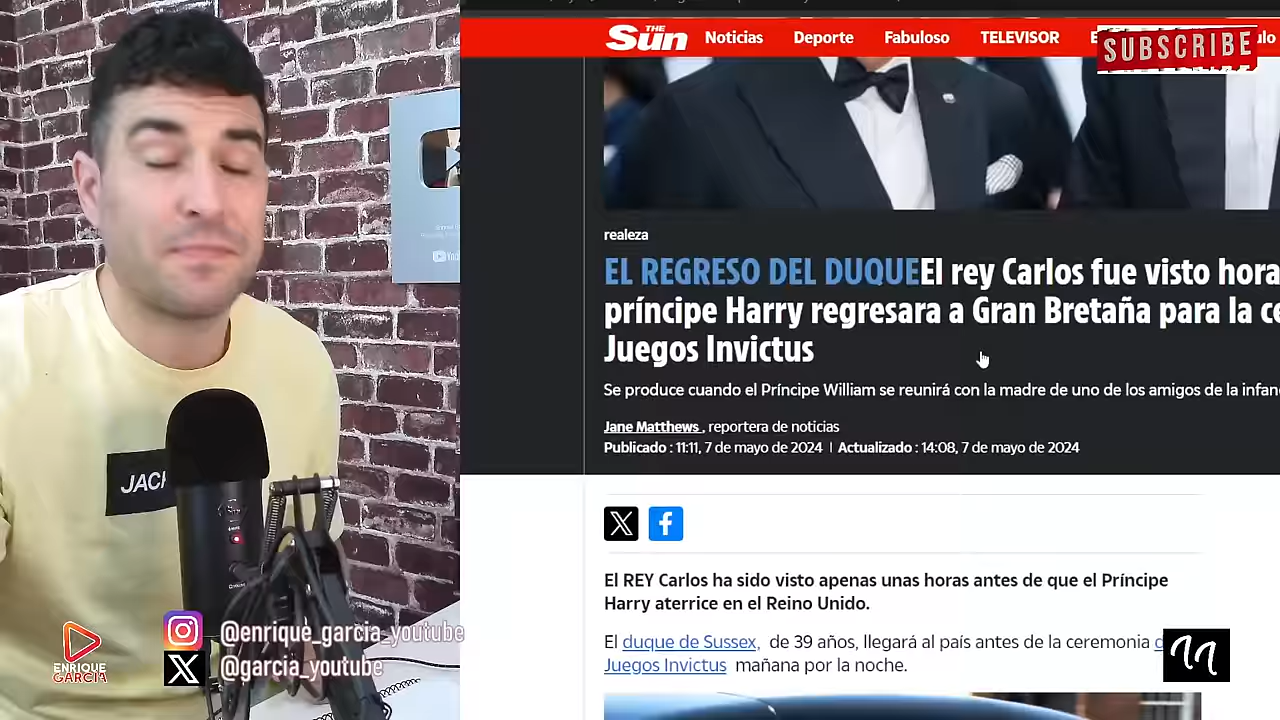 THE
Sun
Noticias
Deporte
Fabuloso
TELEVISOR
SUBSCRIBE
realeza
EL REGRESO DEL DUQUEEl rey Carlos fue visto hora
príncipe Harry regresara a Gran Bretaña para la ce
Juegos Invictus
Se produce cuando el Príncipe William se reunirá con la madre de uno de los amigos de la infan
Jane Matthews , reportera de noticias
Publicado : 11:11, 7 de mayo de 2024 | Actualizado : 14:08, 7 de mayo de 2024
El REY Carlos ha sido visto apenas unas horas antes de que el Príncipe
Harry aterrice en el Reino Unido.
El duque de Sussex, de 39 años, llegará al país antes de la ceremonia d
Juegos Invictus mañana por la noche.
JACK
ENRIQUE
GARCIA
@enrique_garcia_youtube
@garcia_youtube